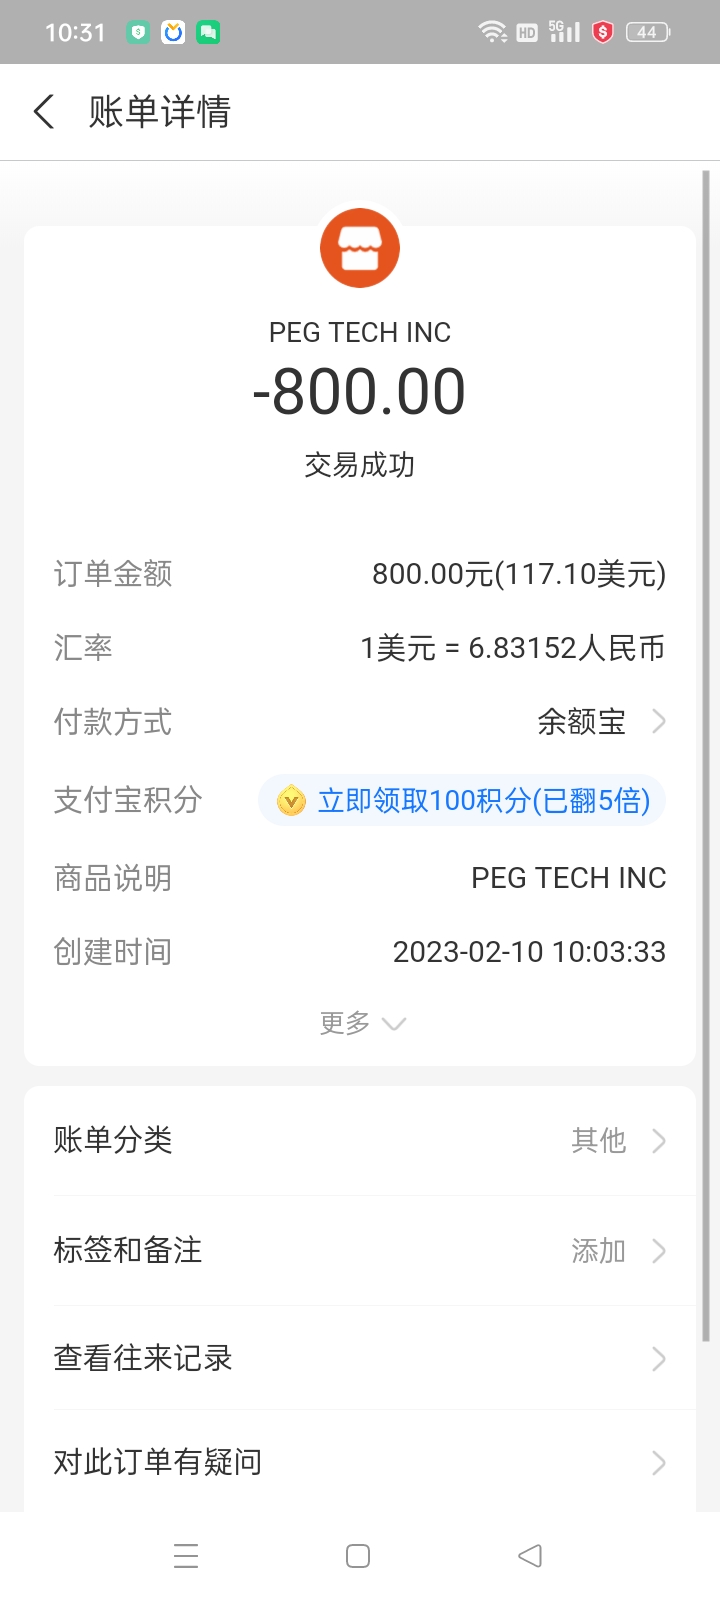 10:31 HD 5G 44
账单详情
PEG TECH INC
-800.00
交易成功
订单金额 800.00元(117.10美元)
汇率 1美元 = 6.83152人民币
付款方式 余额宝
支付宝积分 立即领取100积分(已翻5倍)
商品说明 PEG TECH INC
创建时间 2023-02-10 10:03:33
更多
账单分类 其他
标签和备注 添加
查看往来记录
对此订单有疑问